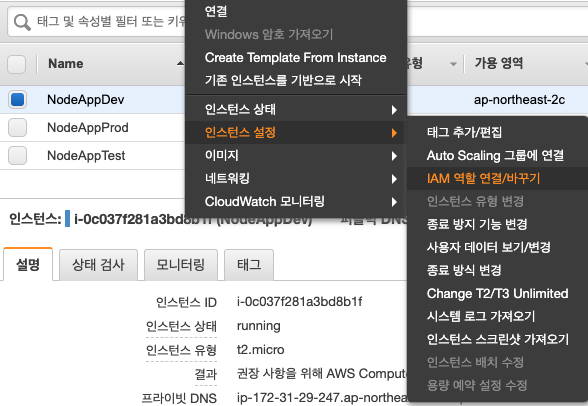 연결
태그 및 속성별 필터 또는 키워
Windows 암호 가져오기
Create Template From Instance
기존 인스턴스를 기반으로 시작
Name
유형
가용 영역
NodeAppDev
ap-northeast-2c
인스턴스 상태
NodeAppProd
인스턴스 설정
태그 추가/편집
NodeAppTest
이미지
Auto Scaling 그룹에 연결
네트워킹
IAM 역할 연결/바꾸기
CloudWatch 모니터링
인스턴스 유형 변경
인스턴스: i-0c037f281a3bd8b1f (NodeAppDev) 퍼블릭 DNS
종료 방지 기능 변경
사용자 데이터 보기/변경
설명 상태 검사 모니터링 태그
종료 방식 변경
Change T2/T3 Unlimited
인스턴스 ID i-0c037f281a3bd8b1f
시스템 로그 가져오기
인스턴스 상태 running
인스턴스 스크린샷 가져오기
인스턴스 유형 t2.micro
인스턴스 배치 수정
결과 권장 사항을 위해 AWS Compute
용량 예약 설정 수정
프라이빗 DNS ip-172-31-29-247.ap-northeas